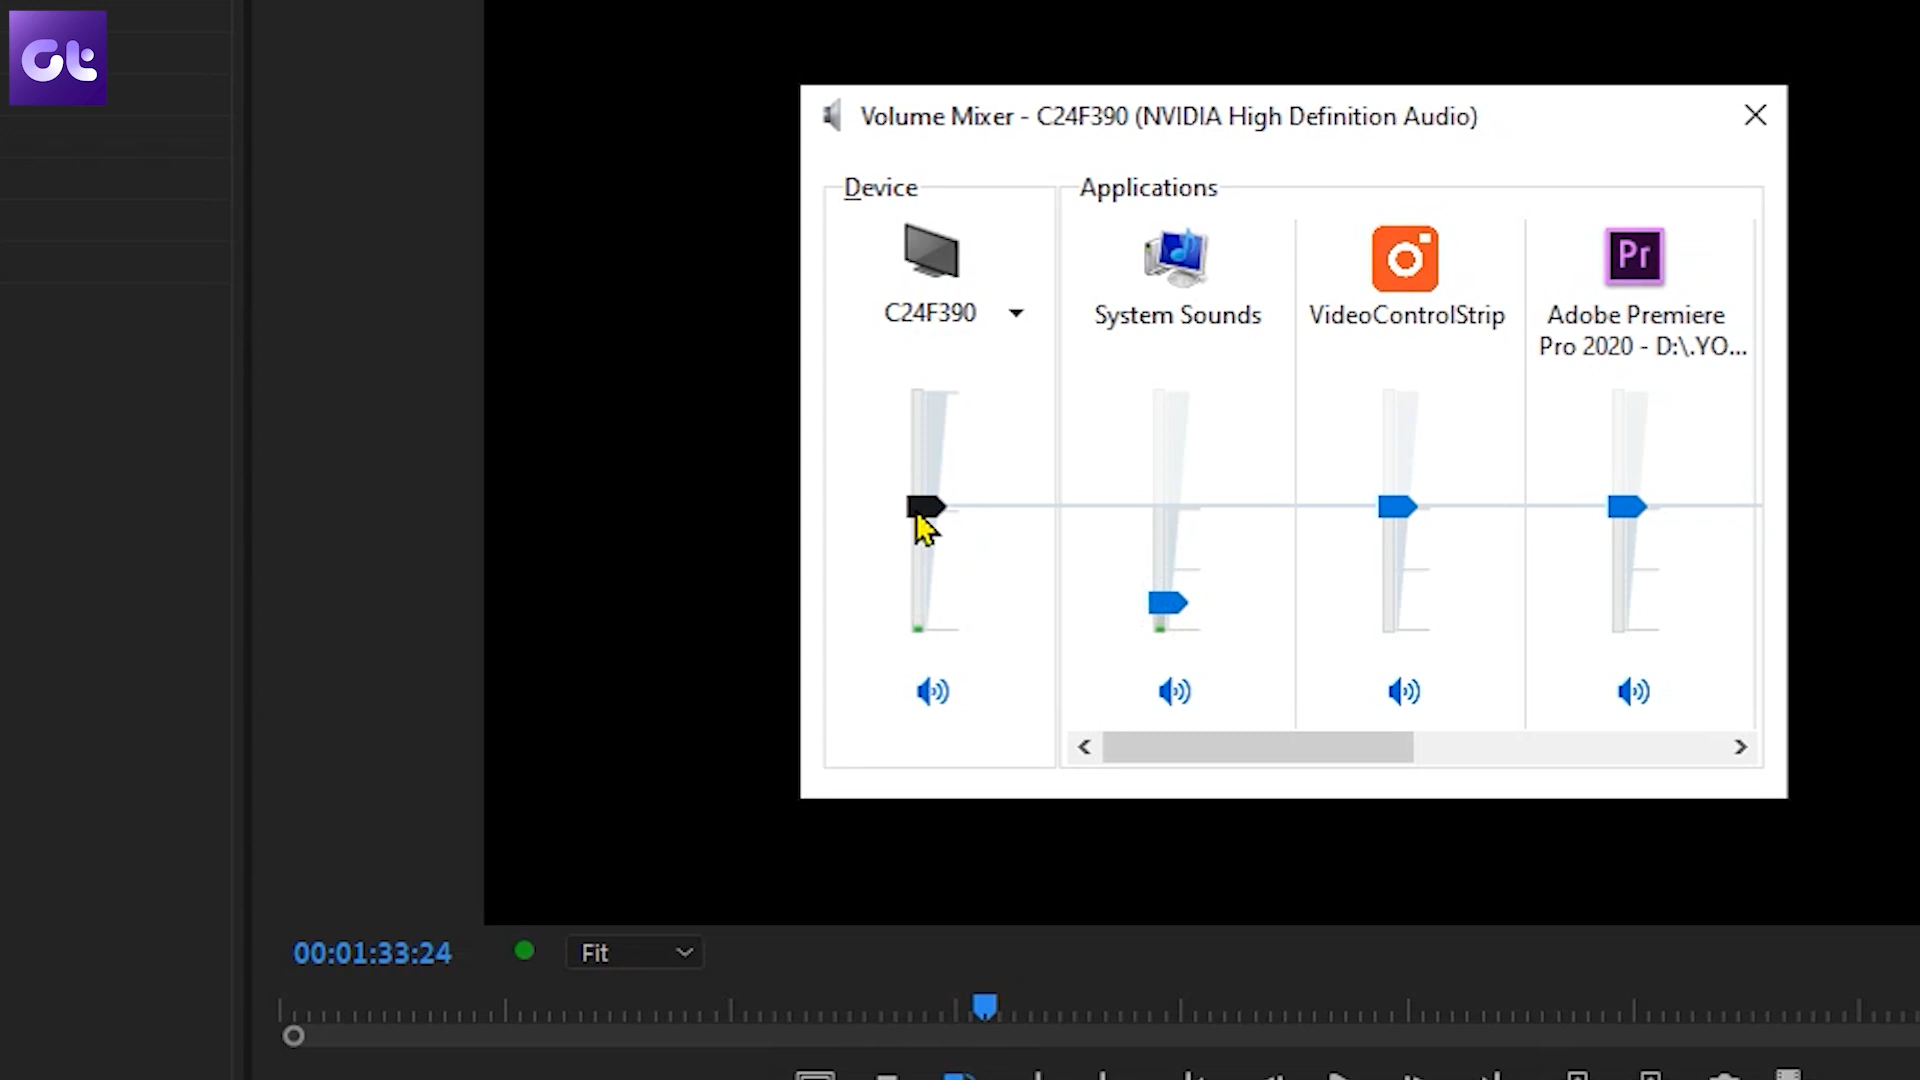 Gt
Volume Mixer - C24F390 (NVIDIA High Definition Audio)
Device
Applications
C24F390
System Sounds
VideoControlStrip
Pr
Adobe Premiere
Pro 2020 - D:\.YO...
00:01:33:24
Fit